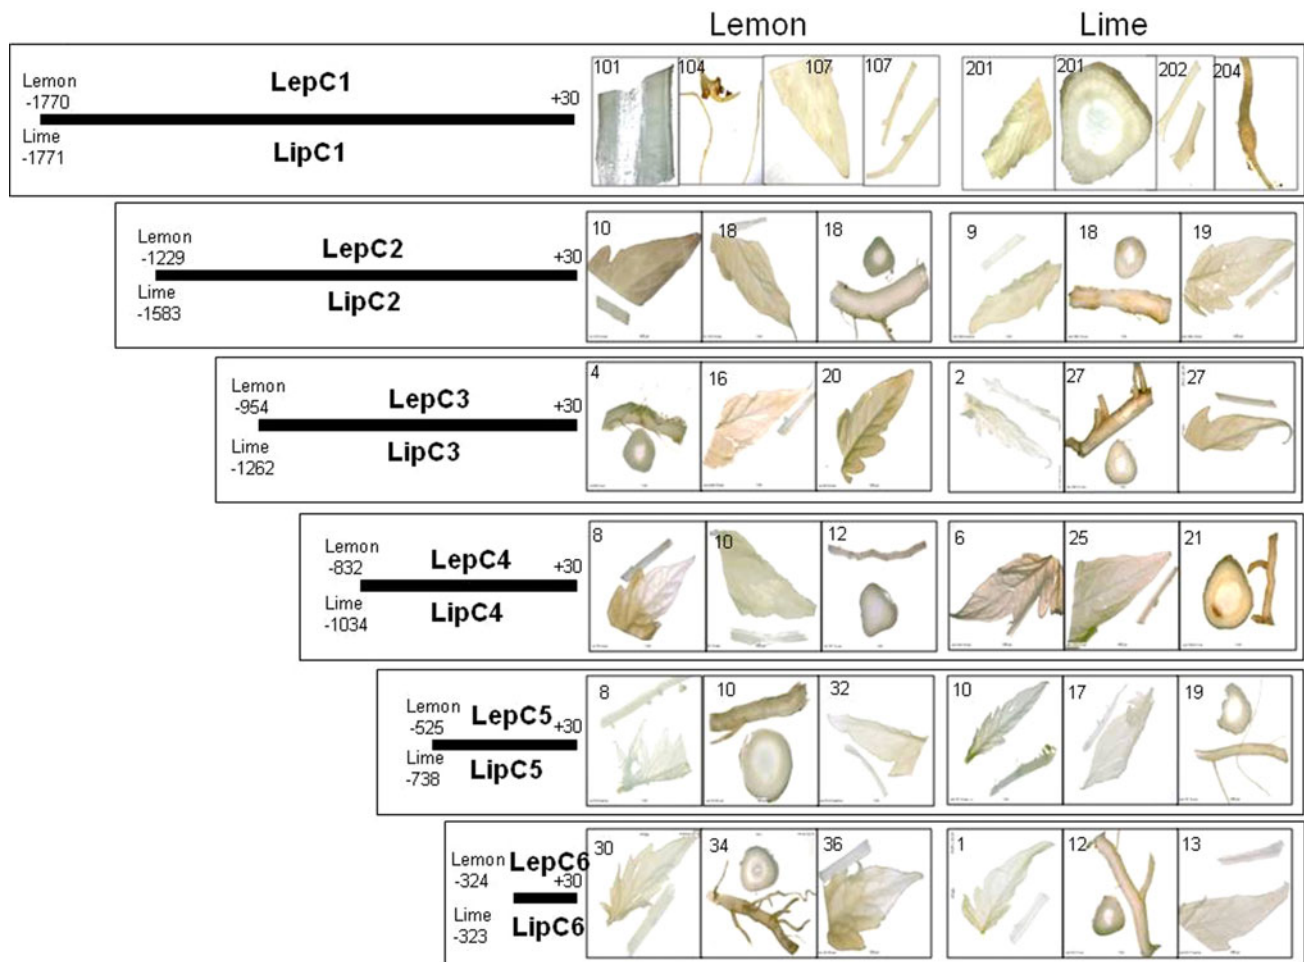 Lemon Lime
Lemon
-1770
LepC1
+30
Lime
-1771
LipC1
101 104 107 107 201 201 202 204
Lemon
-1229
LepC2
+30
Lime
-1583
LipC2
10 18 18 9 18 19
Lemon
-954
LepC3
+30
Lime
-1262
LipC3
4 16 20 2 27 27
Lemon
-832
LepC4
+30
Lime
-1034
LipC4
8 10 12 6 25 21
Lemon
-525
LepC5
+30
Lime
-738
LipC5
8 10 32 10 17 19
Lemon
-324
LepC6
+30
Lime
-323
LipC6
30 34 36 1 12 13